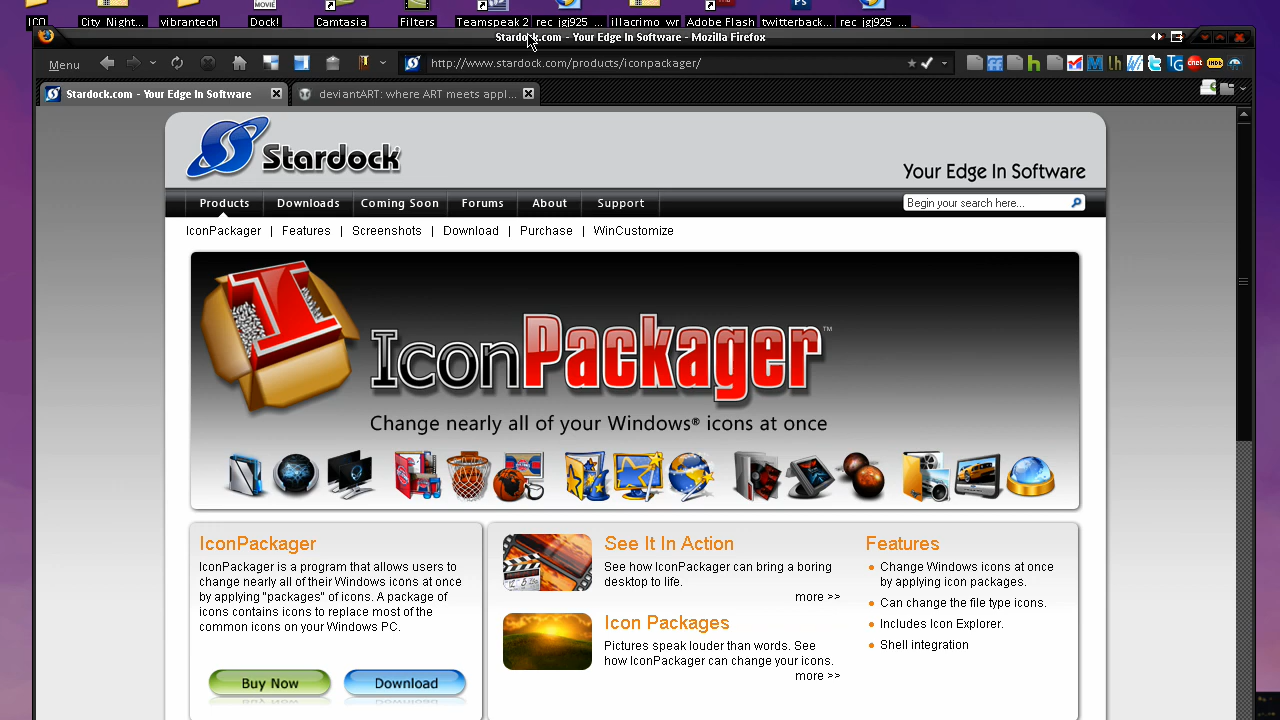 MOVIE
ICO City_Night... vibrantech Dock! Camtasia Filters Teamspeak 2 rec_jgj925_... illacrimo_wr Adobe Flash twitterback... rec_jgj925_...
Stardock.com - Your Edge In Software - Mozilla Firefox
Menu
http://www.stardock.com/products/iconpackager/
Stardock.com - Your Edge In Software
deviantART: where ART meets appl...
Stardock
Your Edge In Software
Products Downloads Coming Soon Forums About Support
Begin your search here...
IconPackager | Features | Screenshots | Download | Purchase | WinCustomize
IconPackager™
Change nearly all of your Windows® icons at once
IconPackager
IconPackager is a program that allows users to
change nearly all of their Windows icons at once
by applying "packages" of icons. A package of
icons contains icons to replace most of the
common icons on your Windows PC.
Buy Now
Download
See It In Action
See how IconPackager can bring a boring
desktop to life.
more >>
Icon Packages
Pictures speak louder than words. See
how IconPackager can change your icons.
more >>
Features
Change Windows icons at once
by applying icon packages.
Can change the file type icons.
Includes Icon Explorer.
Shell integration